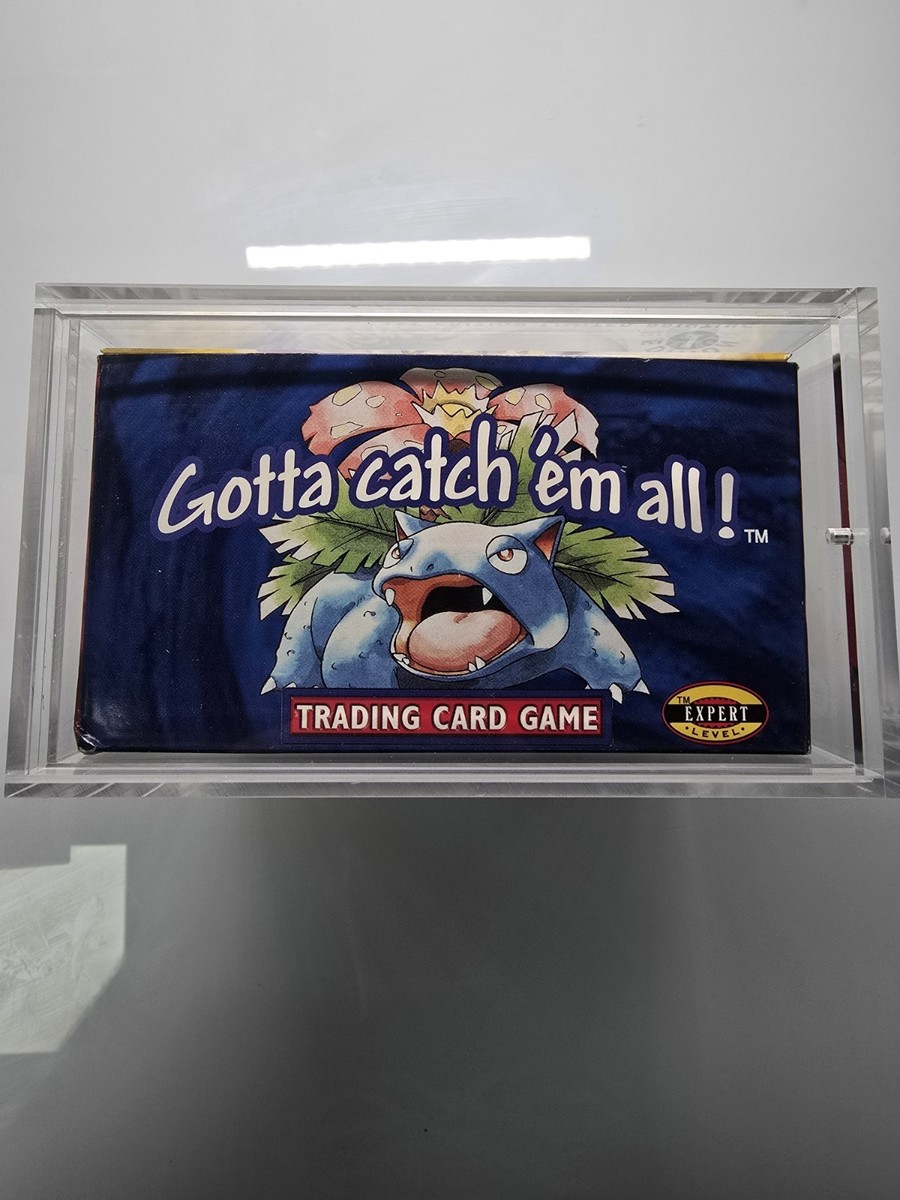 Gotta catch 'em all!
TM
TRADING CARD GAME
TM
EXPERT
LEVEL